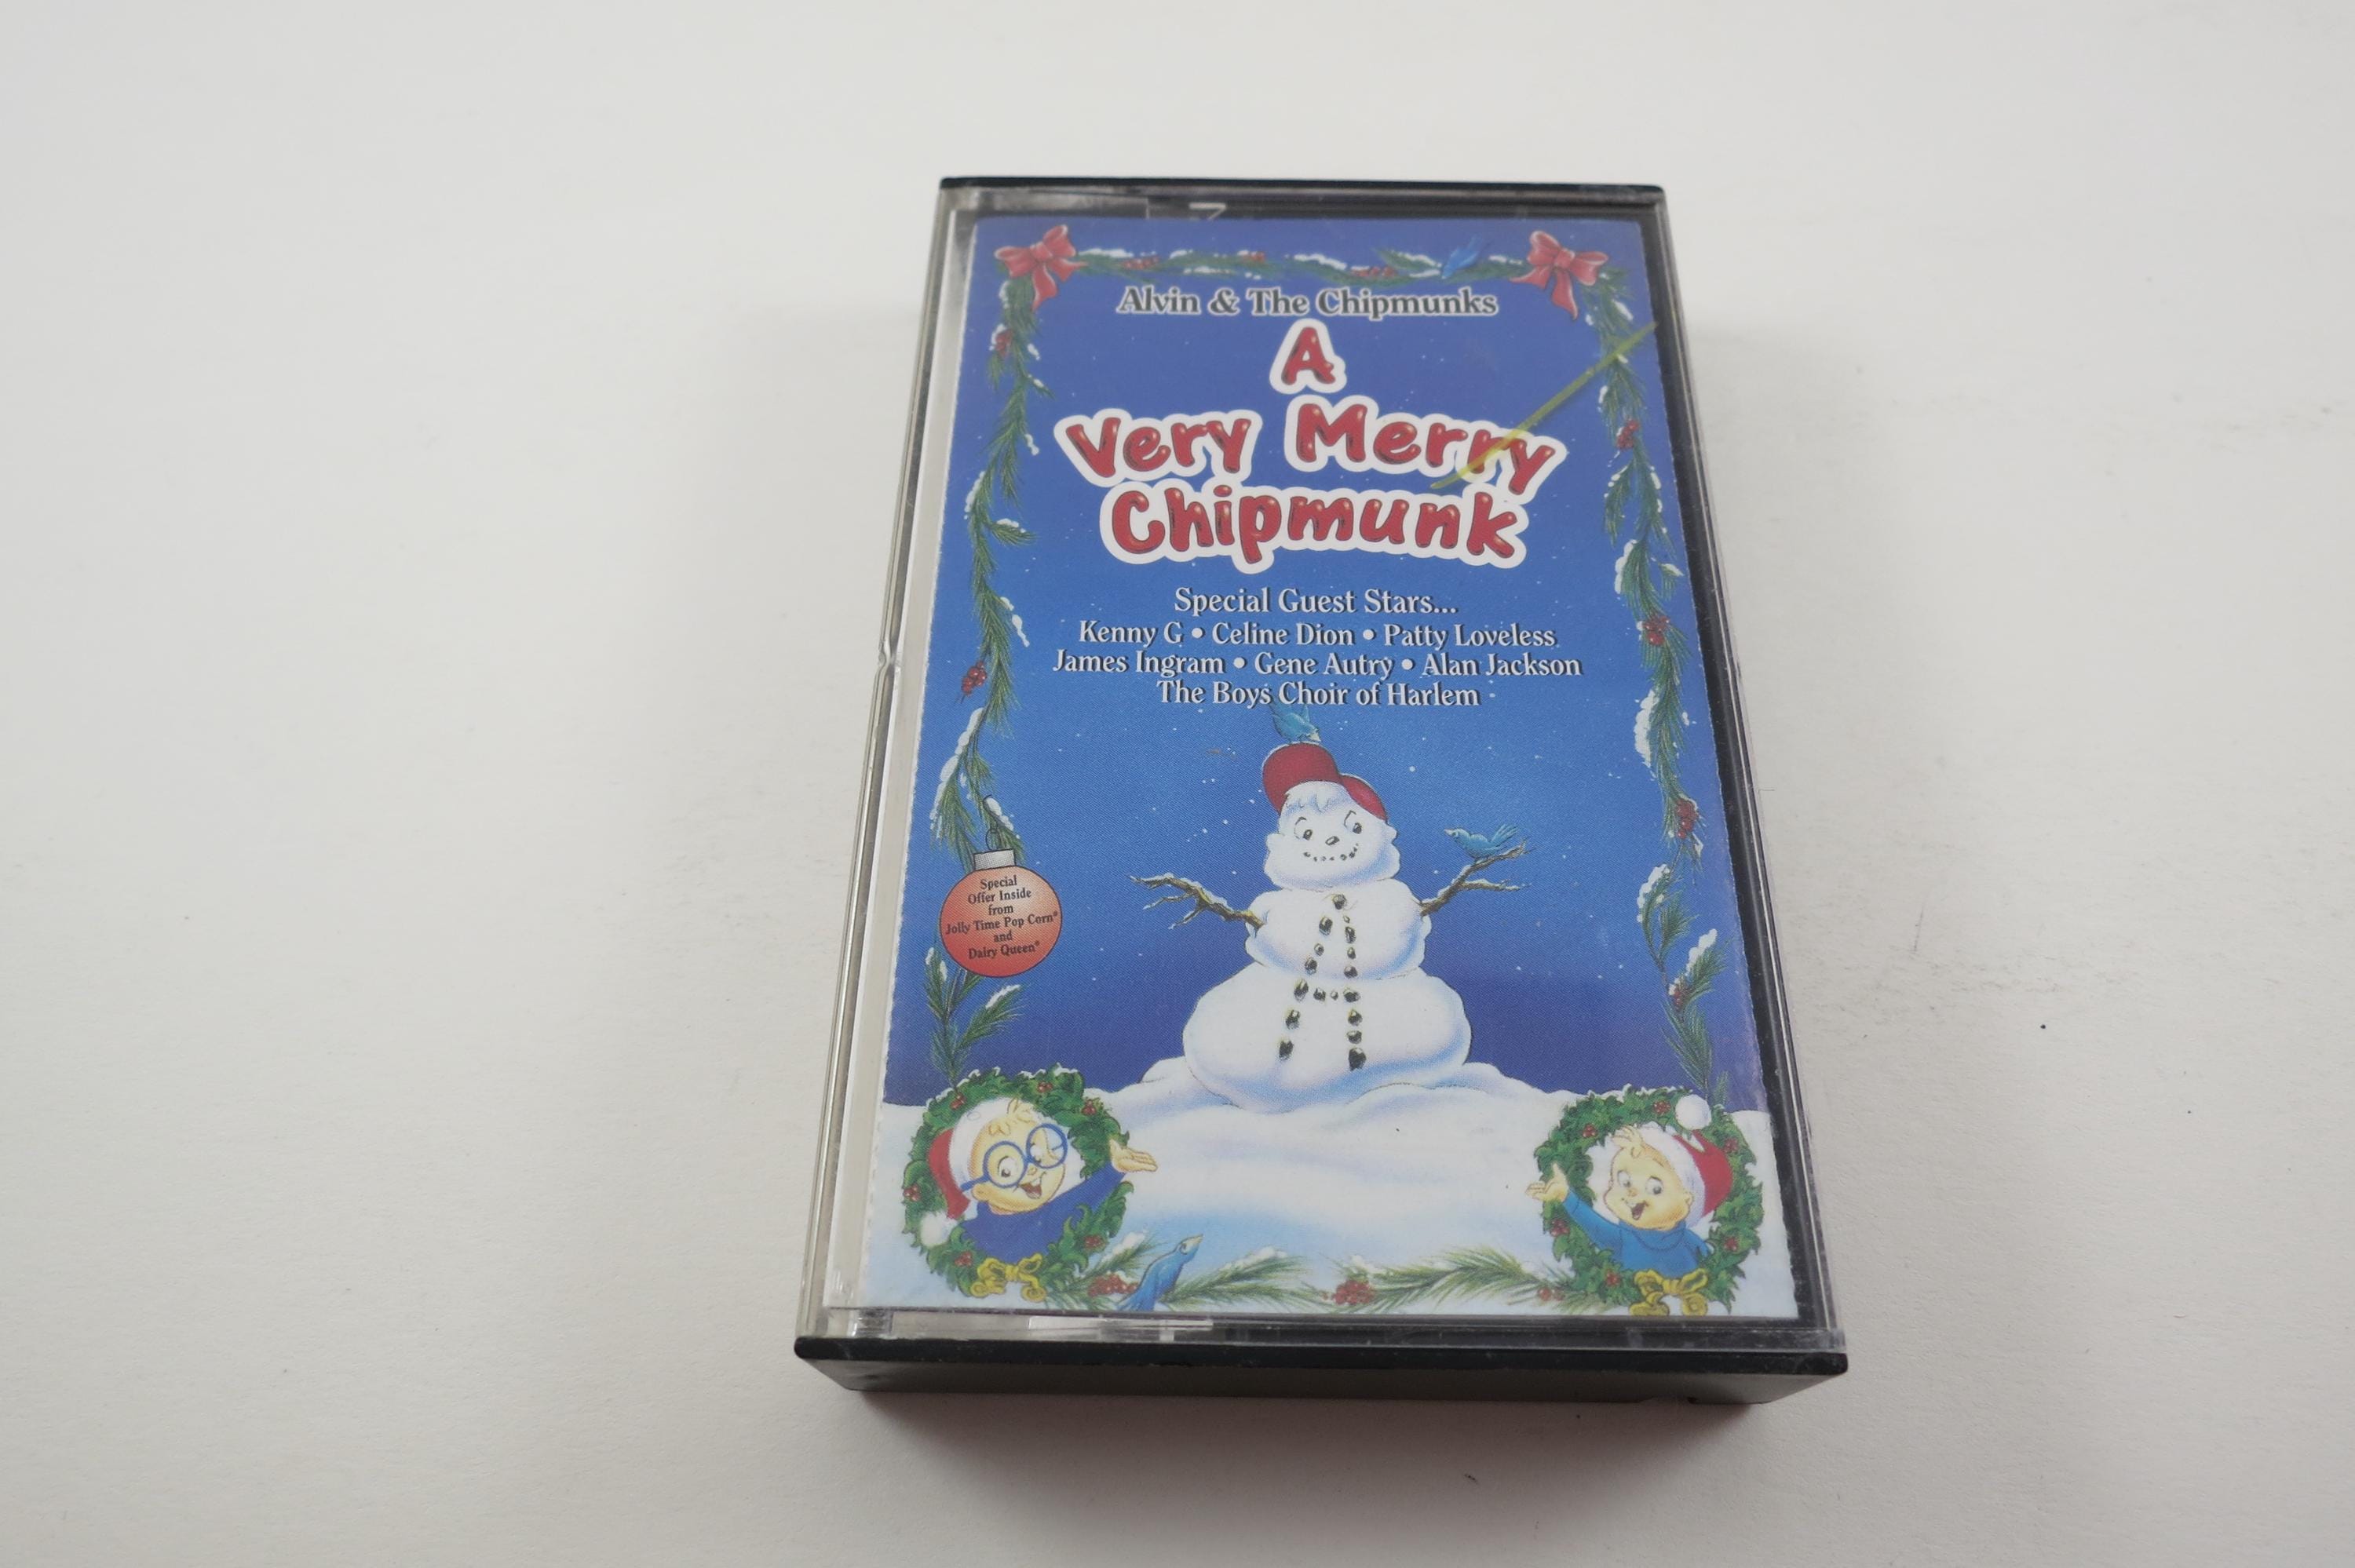 Alvin & The Chipmunks
A
Very Merry
Chipmunk
Special Guest Stars...
Kenny G • Celine Dion • Patty Loveless
James Ingram • Gene Autry • Alan Jackson
The Boys Choir of Harlem
Special
Offer Inside
from
Jolly Time Pop Corn®
and
Dairy Queen®